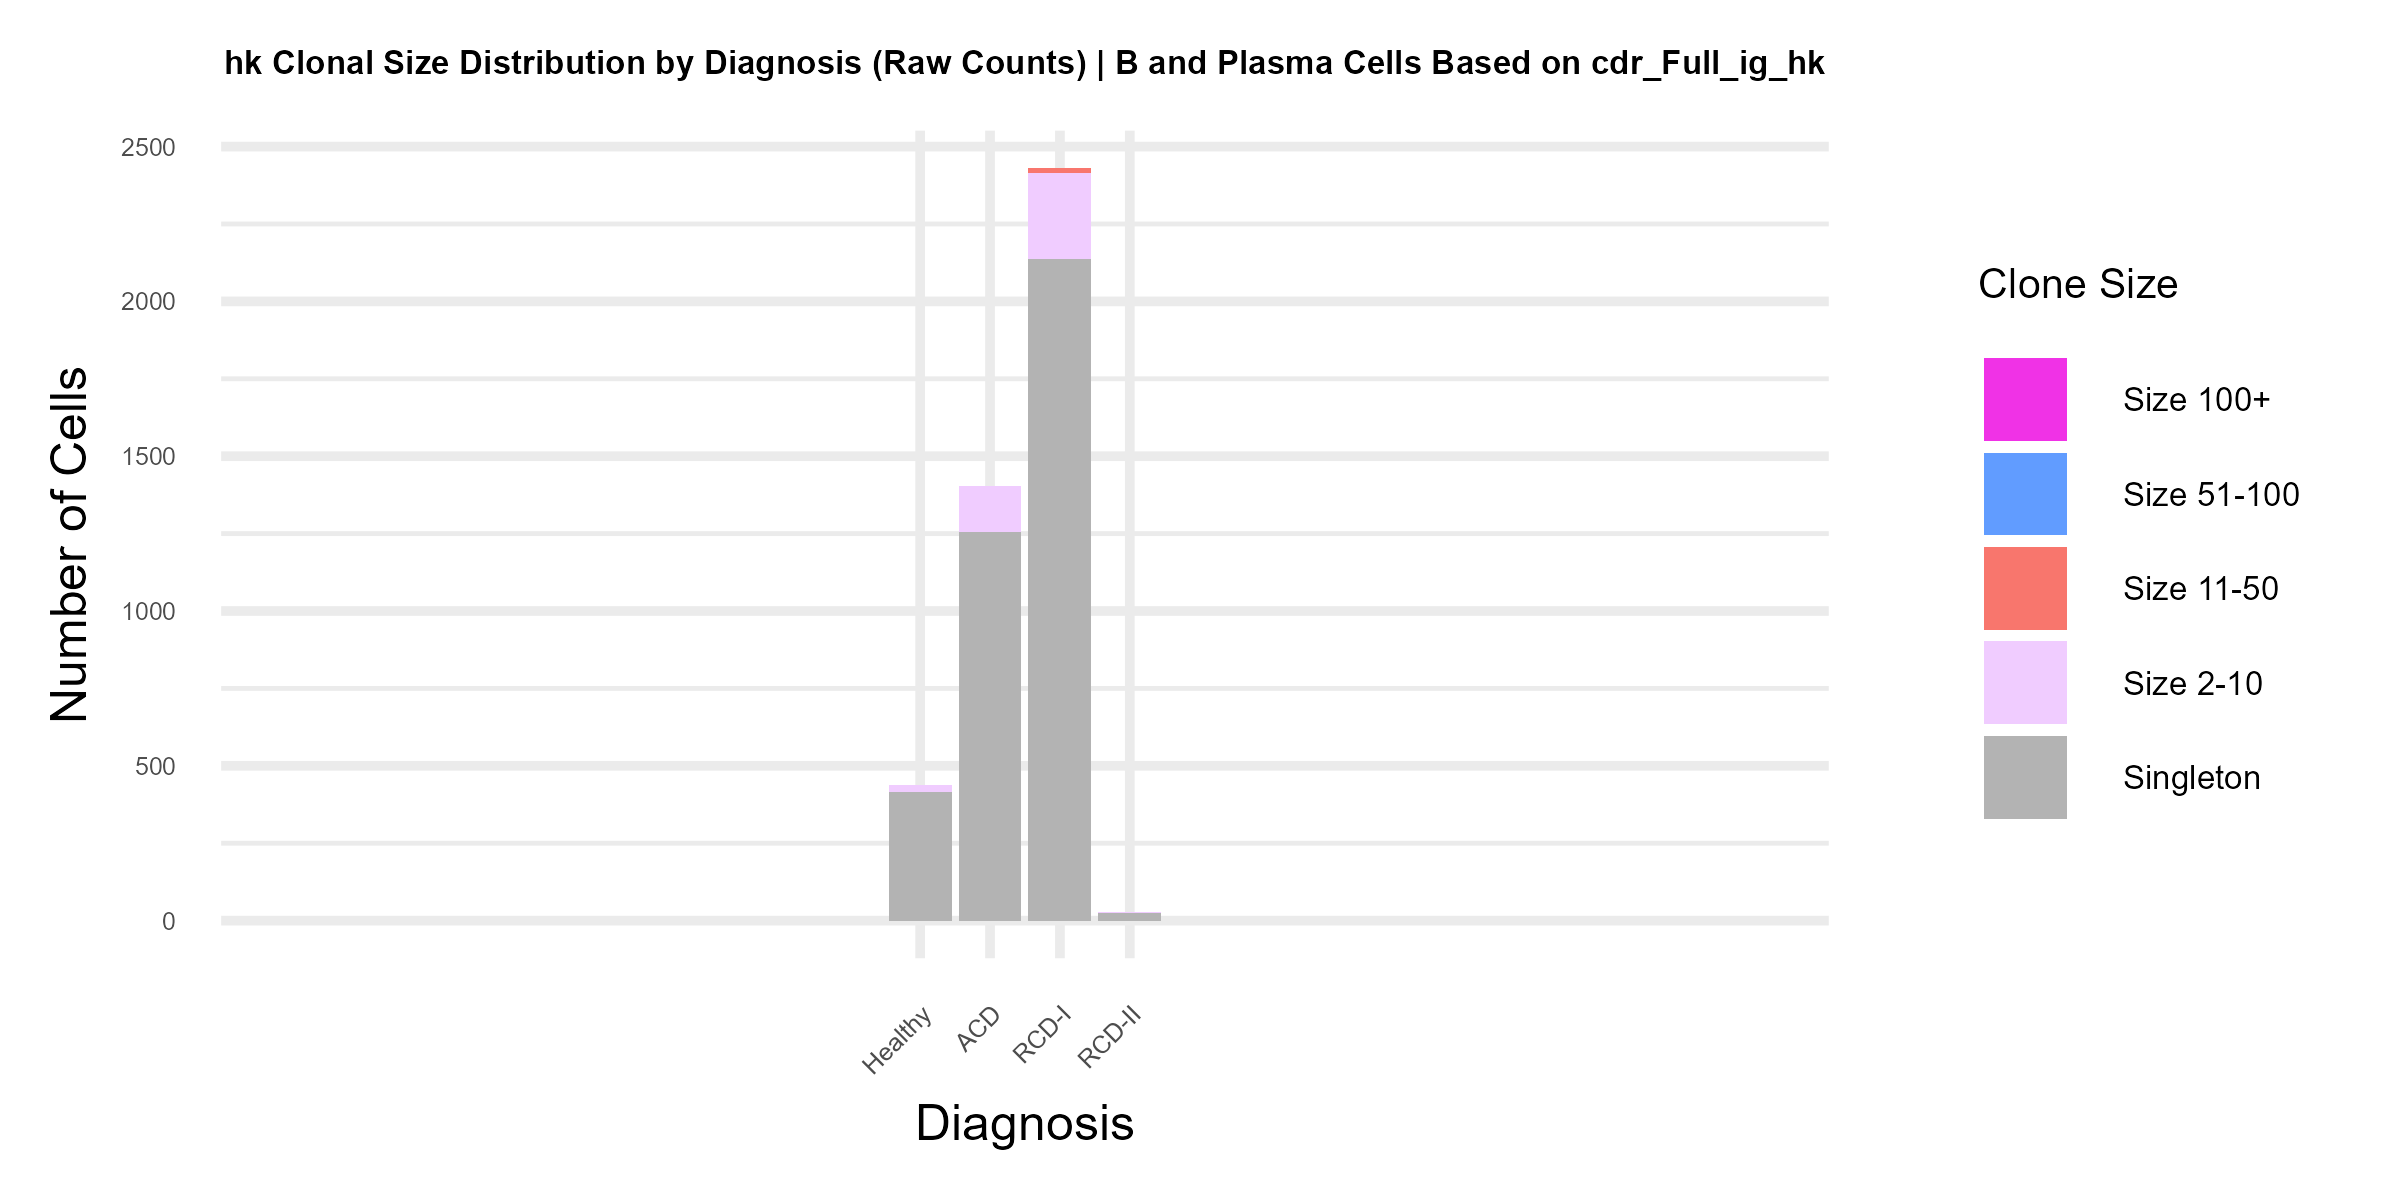 hk Clonal Size Distribution by Diagnosis (Raw Counts) | B and Plasma Cells Based on cdr_Full_ig_hk
Number of Cells
2500
2000
1500
1000
500
0
Healthy
ACD
RCD-I
RCD-II
Diagnosis
Clone Size
Size 100+
Size 51-100
Size 11-50
Size 2-10
Singleton